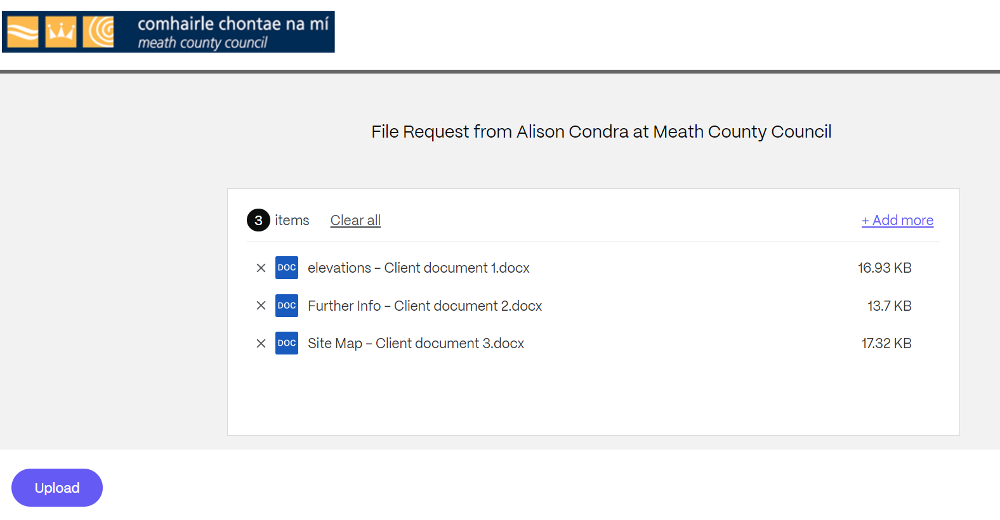 comhairle chontae na mí
meath county council
File Request from Alison Condra at Meath County Council
3 items Clear all + Add more
DOC elevations - Client document 1.docx 16.93 KB
DOC Further Info - Client document 2.docx 13.7 KB
DOC Site Map - Client document 3.docx 17.32 KB
Upload